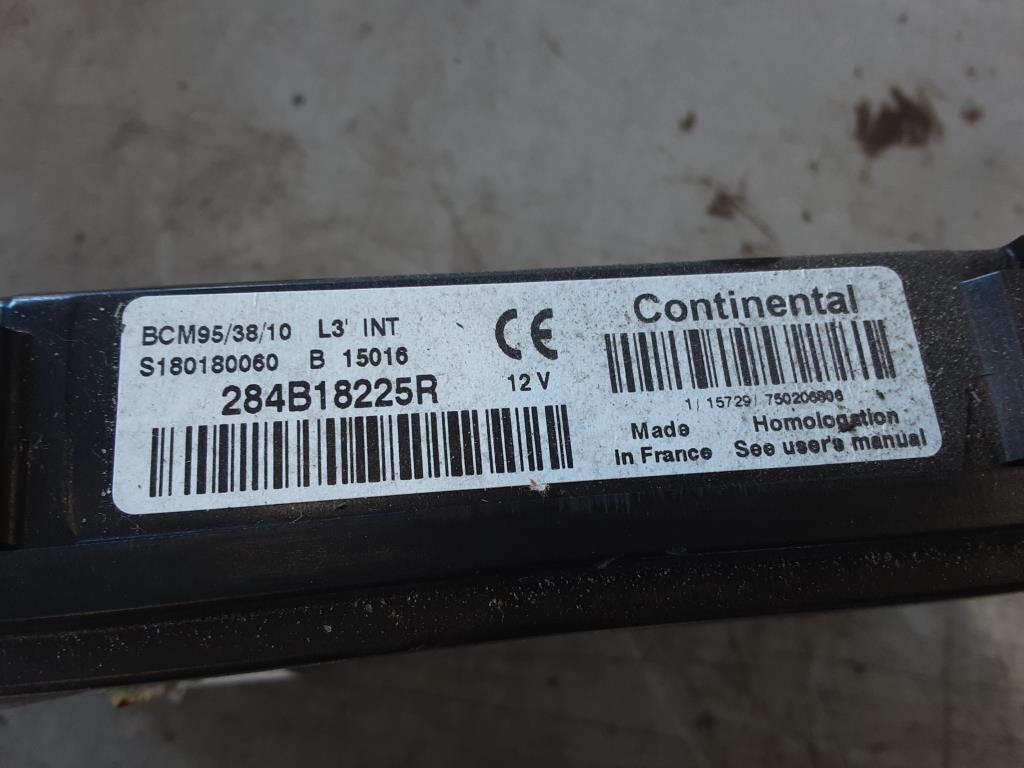 BCM95/38/10 L3' INT
S180180060 B 15016
284B18225R
CE
12 V
Continental
1/ 15729/ 750206806
Made
In France
Homologation
See user's manual